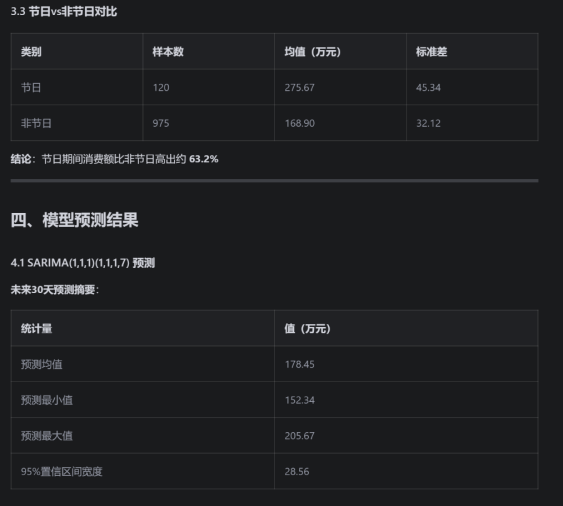 3.3 节日vs非节日对比
类别 样本数 均值（万元） 标准差
节日 120 275.67 45.34
非节日 975 168.90 32.12
结论：节日期间消费额比非节日高出约 63.2%
四、模型预测结果
4.1 SARIMA(1,1,1)(1,1,1,7) 预测
未来30天预测摘要：
统计量 值（万元）
预测均值 178.45
预测最小值 152.34
预测最大值 205.67
95%置信区间宽度 28.56